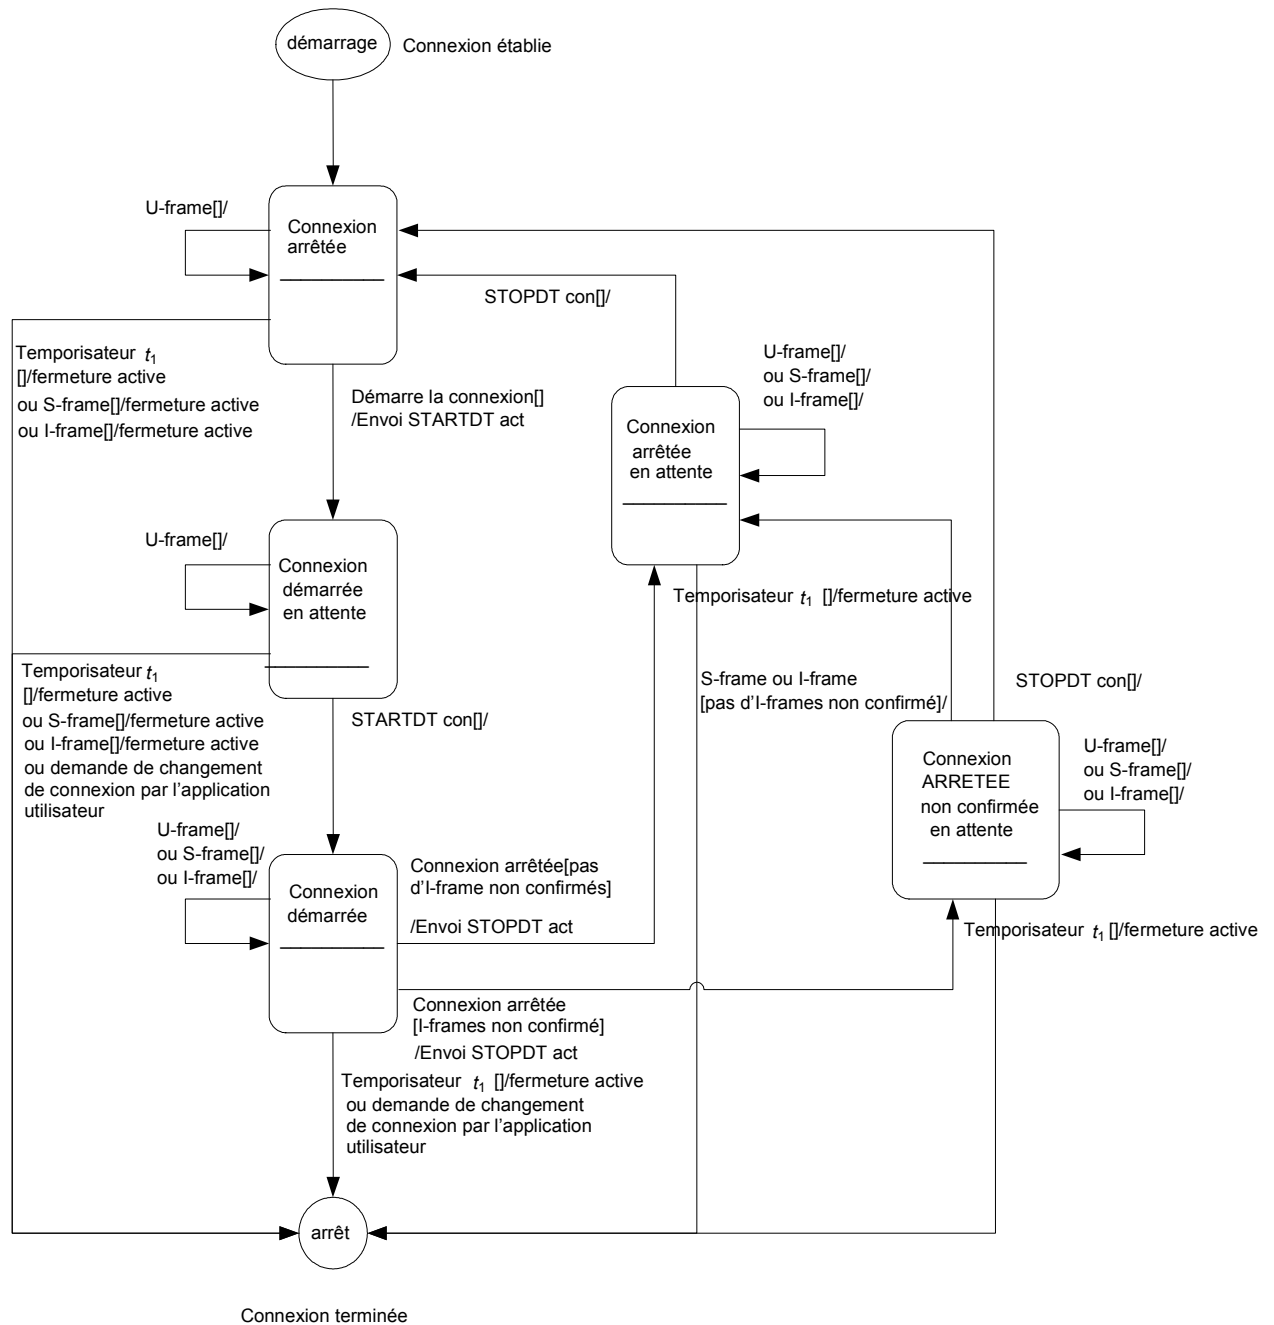 démarrage
Connexion établie
U-frame[]/
Connexion
arrêtée
STOPDT con[]/
Temporisateur t1
[]/fermeture active
ou S-frame[]/fermeture active
ou I-frame[]/fermeture active
Démarre la connexion[]
/Envoi STARTDT act
U-frame[]/
ou S-frame[]/
ou I-frame[]/
Connexion
arrêtée
en attente
U-frame[]/
Connexion
démarrée
en attente
Temporisateur t1 []/fermeture active
Temporisateur t1
[]/fermeture active
ou S-frame[]/fermeture active
ou I-frame[]/fermeture active
ou demande de changement
de connexion par l'application
utilisateur
STARTDT con[]/
S-frame ou I-frame
[pas d'I-frames non confirmé]/
STOPDT con[]/
Connexion
ARRETEE
non confirmée
en attente
U-frame[]/
ou S-frame[]/
ou I-frame[]/
U-frame[]/
ou S-frame[]/
ou I-frame[]/
Connexion
démarrée
Connexion arrêtée[pas
d'I-frame non confirmés]
/Envoi STOPDT act
Temporisateur t1 []/fermeture active
Connexion arrêtée
[I-frames non confirmé]
/Envoi STOPDT act
Temporisateur t1 []/fermeture active
ou demande de changement
de connexion par l'application
utilisateur
arrêt
Connexion terminée